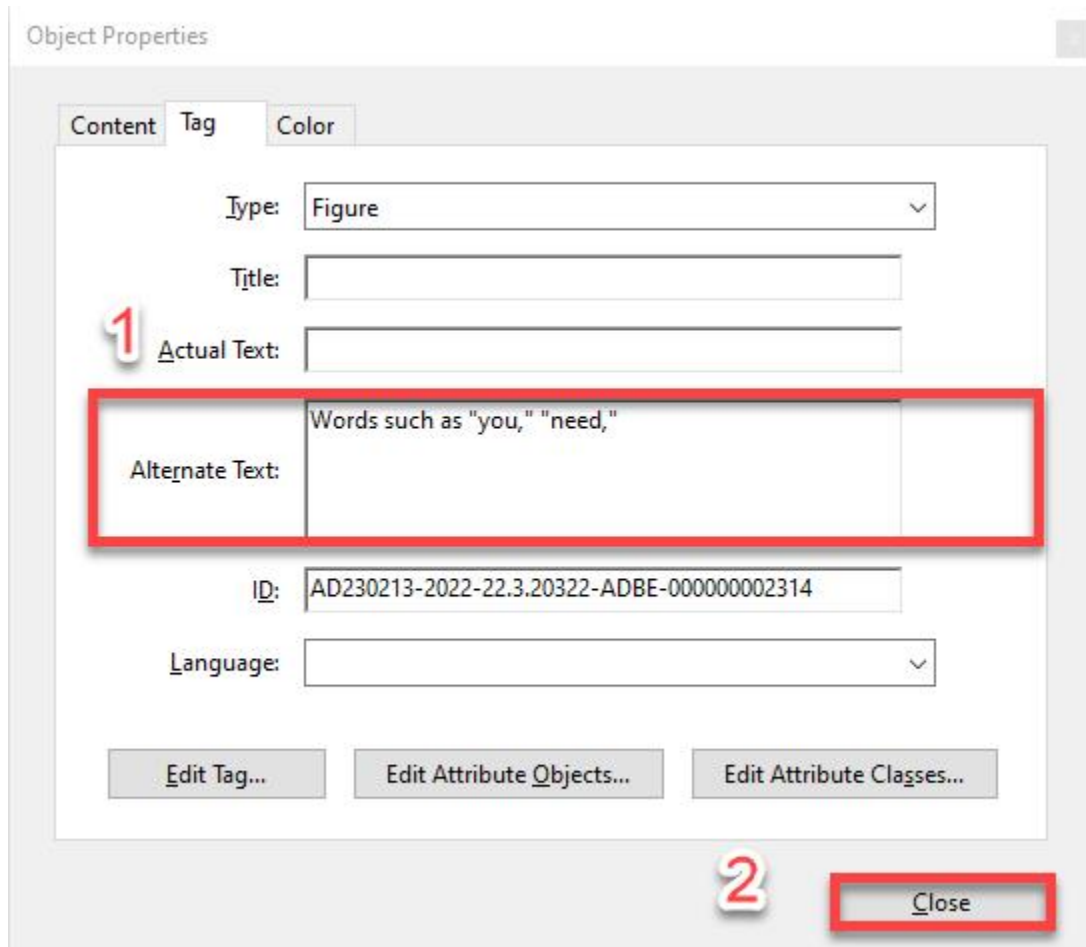 Object Properties
Content Tag Color
Type: Figure
Title:
1
Actual Text:
Words such as "you," "need,"
Alternate Text:
ID: AD230213-2022-22.3.20322-ADBE-000000002314
Language:
Edit Tag... Edit Attribute Objects... Edit Attribute Classes...
2
Close